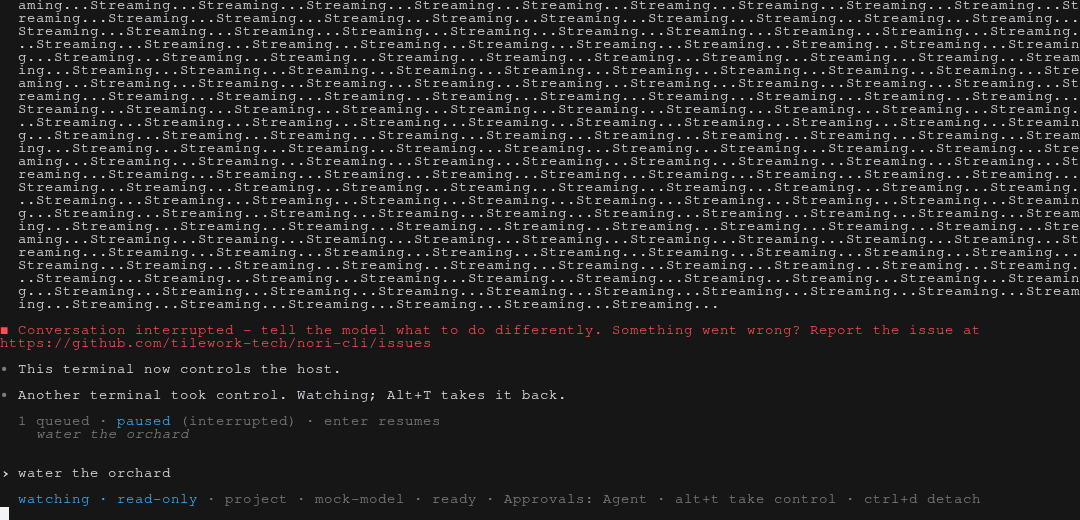 aming...Streaming...Streaming...Streaming...Streaming...Streaming...Streaming...Streaming...Streaming...Streaming...St
reaming...Streaming...Streaming...Streaming...Streaming...Streaming...Streaming...Streaming...Streaming...Streaming...
Streaming...Streaming...Streaming...Streaming...Streaming...Streaming...Streaming...Streaming...Streaming...Streaming.
..Streaming...Streaming...Streaming...Streaming...Streaming...Streaming...Streaming...Streaming...Streaming...Streamin
g...Streaming...Streaming...Streaming...Streaming...Streaming...Streaming...Streaming...Streaming...Streaming...Stream
ing...Streaming...Streaming...Streaming...Streaming...Streaming...Streaming...Streaming...Streaming...Streaming...Stre
aming...Streaming...Streaming...Streaming...Streaming...Streaming...Streaming...Streaming...Streaming...Streaming...St
reaming...Streaming...Streaming...Streaming...Streaming...Streaming...Streaming...Streaming...Streaming...Streaming...
Streaming...Streaming...Streaming...Streaming...Streaming...Streaming...Streaming...Streaming...Streaming...Streaming.
..Streaming...Streaming...Streaming...Streaming...Streaming...Streaming...Streaming...Streaming...Streaming...Streamin
g...Streaming...Streaming...Streaming...Streaming...Streaming...Streaming...Streaming...Streaming...Streaming...Stream
ing...Streaming...Streaming...Streaming...Streaming...Streaming...Streaming...Streaming...Streaming...Streaming...Stre
aming...Streaming...Streaming...Streaming...Streaming...Streaming...Streaming...Streaming...Streaming...Streaming...St
reaming...Streaming...Streaming...Streaming...Streaming...Streaming...Streaming...Streaming...Streaming...Streaming...
Streaming...Streaming...Streaming...Streaming...Streaming...Streaming...Streaming...Streaming...Streaming...Streaming.
..Streaming...Streaming...Streaming...Streaming...Streaming...Streaming...Streaming...Streaming...Streaming...Streamin
g...Streaming...Streaming...Streaming...Streaming...Streaming...Streaming...Streaming...Streaming...Streaming...Stream
ing...Streaming...Streaming...Streaming...Streaming...Streaming...Streaming...Streaming...Streaming...Streaming...Stre
aming...Streaming...Streaming...Streaming...Streaming...Streaming...Streaming...Streaming...Streaming...Streaming...St
reaming...Streaming...Streaming...Streaming...Streaming...Streaming...Streaming...Streaming...Streaming...Streaming...
Streaming...Streaming...Streaming...Streaming...Streaming...Streaming...Streaming...Streaming...Streaming...Streaming.
..Streaming...Streaming...Streaming...Streaming...Streaming...Streaming...Streaming...Streaming...Streaming...Streamin
g...Streaming...Streaming...Streaming...Streaming...Streaming...Streaming...Streaming...Streaming...Streaming...Stream
ing...Streaming...Streaming...Streaming...Streaming...Streaming...Streaming...
■ Conversation interrupted - tell the model what to do differently. Something went wrong? Report the issue at
https://github.com/tilework-tech/nori-cli/issues
• This terminal now controls the host.
• Another terminal took control. Watching; Alt+T takes it back.
1 queued · paused (interrupted) · enter resumes
water the orchard
› water the orchard
watching · read-only · project · mock-model · ready · Approvals: Agent · alt+t take control · ctrl+d detach